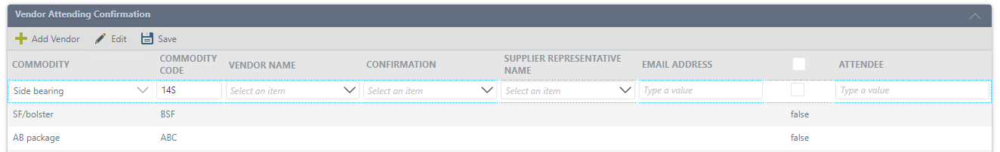 Vendor Attending Confirmation
Add Vendor Edit Save
COMMODITY COMMODITY CODE VENDOR NAME CONFIRMATION SUPPLIER REPRESENTATIVE NAME EMAIL ADDRESS ATTENDEE
Side bearing 14S Select an item Select an item Select an item Type a value Type a value
SF/bolster BSF false
AB package ABC false